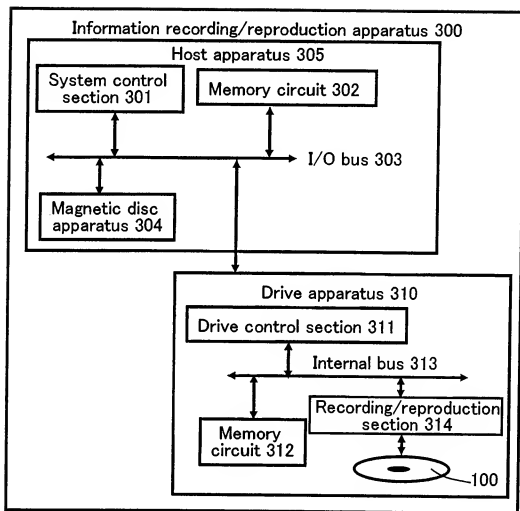 Information recording/reproduction apparatus 300
Host apparatus 305
System control
section 301
Memory circuit 302
I/O bus 303
Magnetic disc
apparatus 304
Drive apparatus 310
Drive control section 311
Internal bus 313
Memory
circuit 312
Recording/reproduction
section 314
100